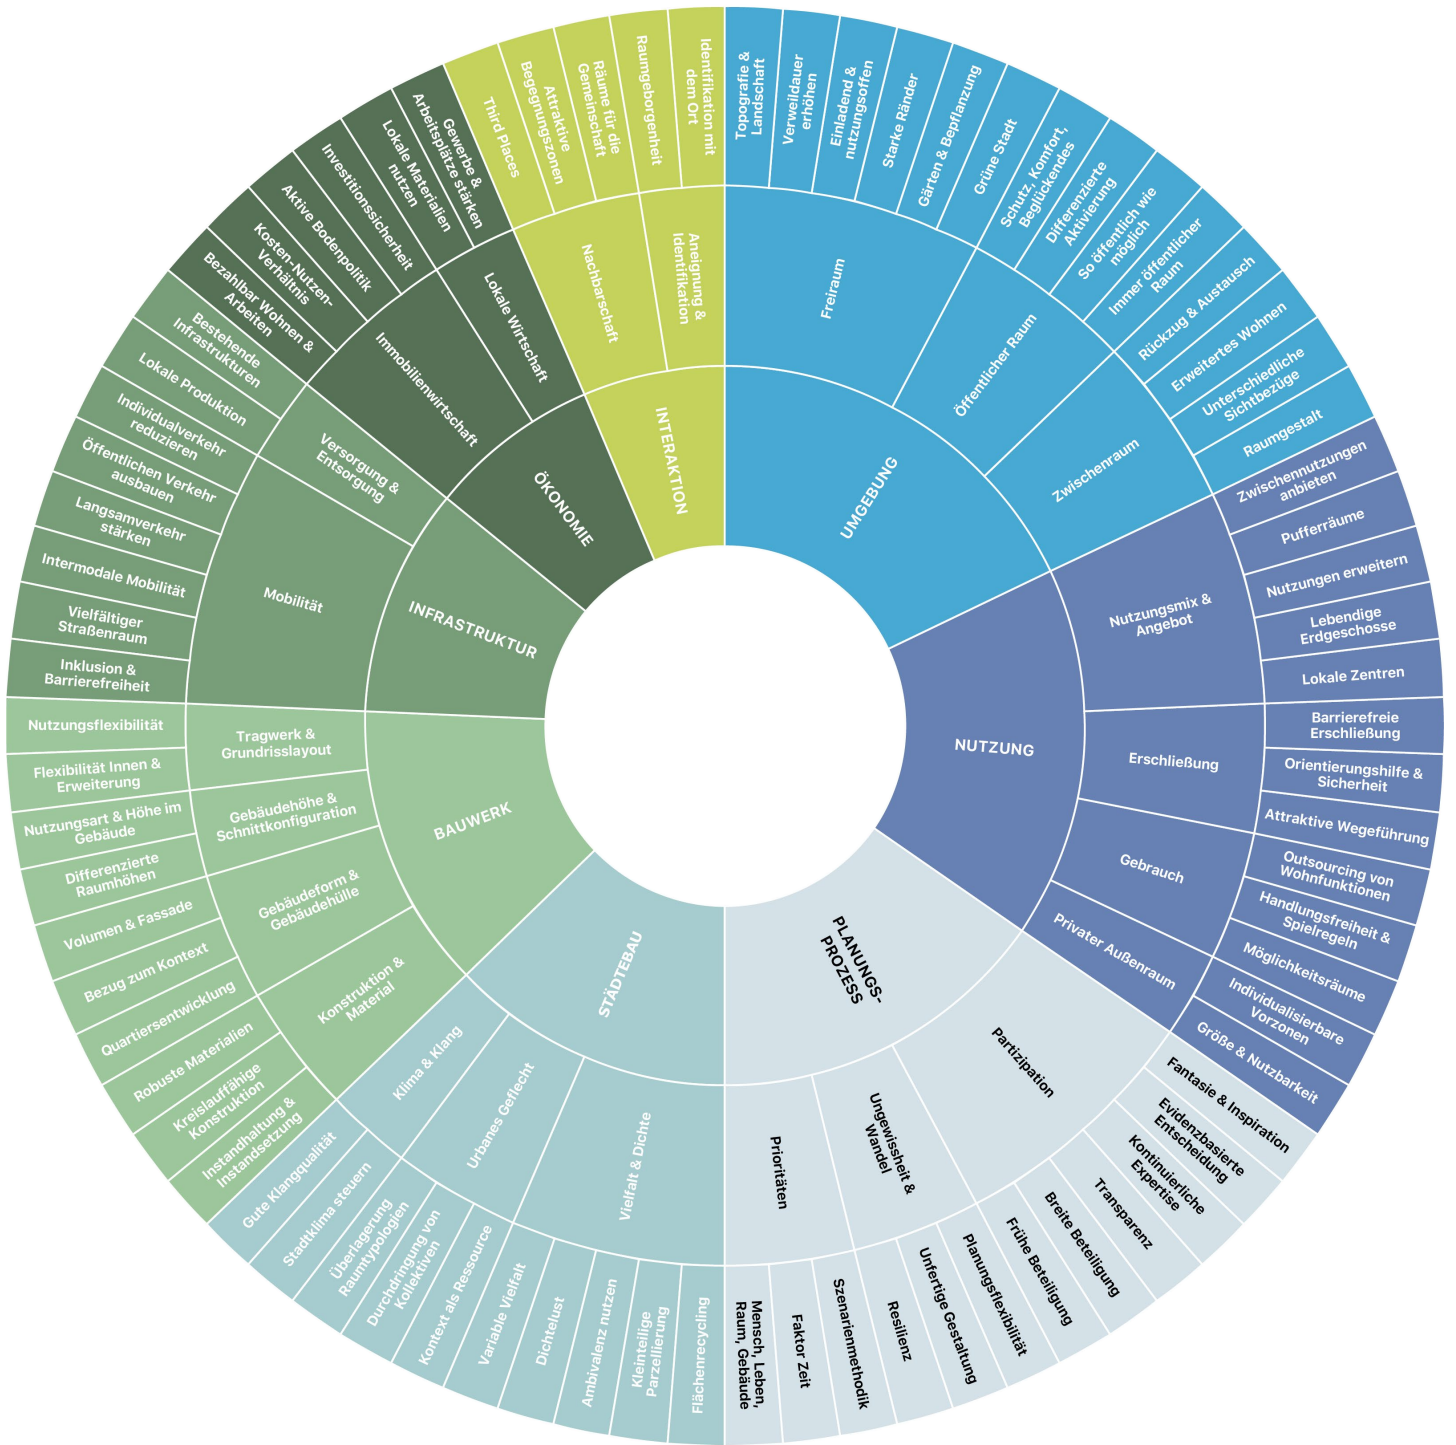 UMGEBUNG
Freiraum
Topografie &
Landschaft
Verweildauer
erhöhen
Einladend &
nutzungsoffen
Starke Ränder
Gärten & Bepflanzung
Grüne Stadt
Öffentlicher Raum
Schutz, Komfort,
Beglückendes
Differenzierte
Aktivierung
So öffentlich wie
möglich
Immer öffentlicher
Raum
Zwischenraum
Rückzug & Austausch
Erweitertes Wohnen
Unterschiedliche
Sichtbezüge
Raumgestalt
NUTZUNG
Nutzungsmix &
Angebot
Zwischennutzungen
anbieten
Pufferräume
Nutzungen erweitern
Lebendige
Erdgeschosse
Lokale Zentren
Erschließung
Barrierefreie
Erschließung
Orientierungshilfe &
Sicherheit
Attraktive Wegeführung
Gebrauch
Outsourcing von
Wohnfunktionen
Handlungsfreiheit &
Spielregeln
Möglichkeitsräume
Privater Außenraum
Individualisierbare
Vorzonen
Größe & Nutzbarkeit
PLANUNGS-
PROZESS
Partizipation
Fantasie & Inspiration
Evidenzbasierte
Entscheidung
Kontinuierliche
Expertise
Transparenz
Breite Beteiligung
Frühe Beteiligung
Ungewissheit &
Wandel
Planungsflexibilität
Unfertige Gestaltung
Resilienz
Prioritäten
Szenarienmethodik
Faktor Zeit
Mensch, Leben,
Raum, Gebäude
STÄDTEBAU
Vielfalt & Dichte
Flächenrecycling
Kleinteilige
Parzellierung
Ambivalenz nutzen
Dichtelust
Variable Vielfalt
Urbanes Geflecht
Kontext als Ressource
Durchdringung von
Kollektiven
Überlagerung
Raumtypologien
Klima & Klang
Stadtklima steuern
Gute Klangqualität
BAUWERK
Konstruktion &
Material
Instandhaltung &
Instandsetzung
Kreislauffähige
Konstruktion
Robuste Materialien
Gebäudeform &
Gebäudehülle
Quartiersentwicklung
Bezug zum Kontext
Volumen & Fassade
Gebäudehöhe &
Schnittkonfiguration
Differenzierte
Raumhöhen
Nutzungsart & Höhe im
Gebäude
Tragwerk &
Grundrisslayout
Flexibilität Innen &
Erweiterung
Nutzungsflexibilität
INFRASTRUKTUR
Mobilität
Inklusion &
Barrierefreiheit
Vielfältiger
Straßenraum
Intermodale Mobilität
Langsamverkehr
stärken
Öffentlichen Verkehr
ausbauen
Individualverkehr
reduzieren
Versorgung &
Entsorgung
Lokale Produktion
Bestehende
Infrastrukturen
ÖKONOMIE
Immobilienwirtschaft
Bezahlbar Wohnen &
Arbeiten
Kosten-Nutzen-
Verhältnis
Aktive Bodenpolitik
Investitionssicherheit
Lokale Wirtschaft
Lokale Materialien
nutzen
Gewerbe &
Arbeitsplätze stärken
INTERAKTION
Nachbarschaft
Third Places
Attraktive
Begegnungszonen
Räume für die
Gemeinschaft
Aneignung &
Identifikation
Raumgeborgenheit
Identifikation mit
dem Ort